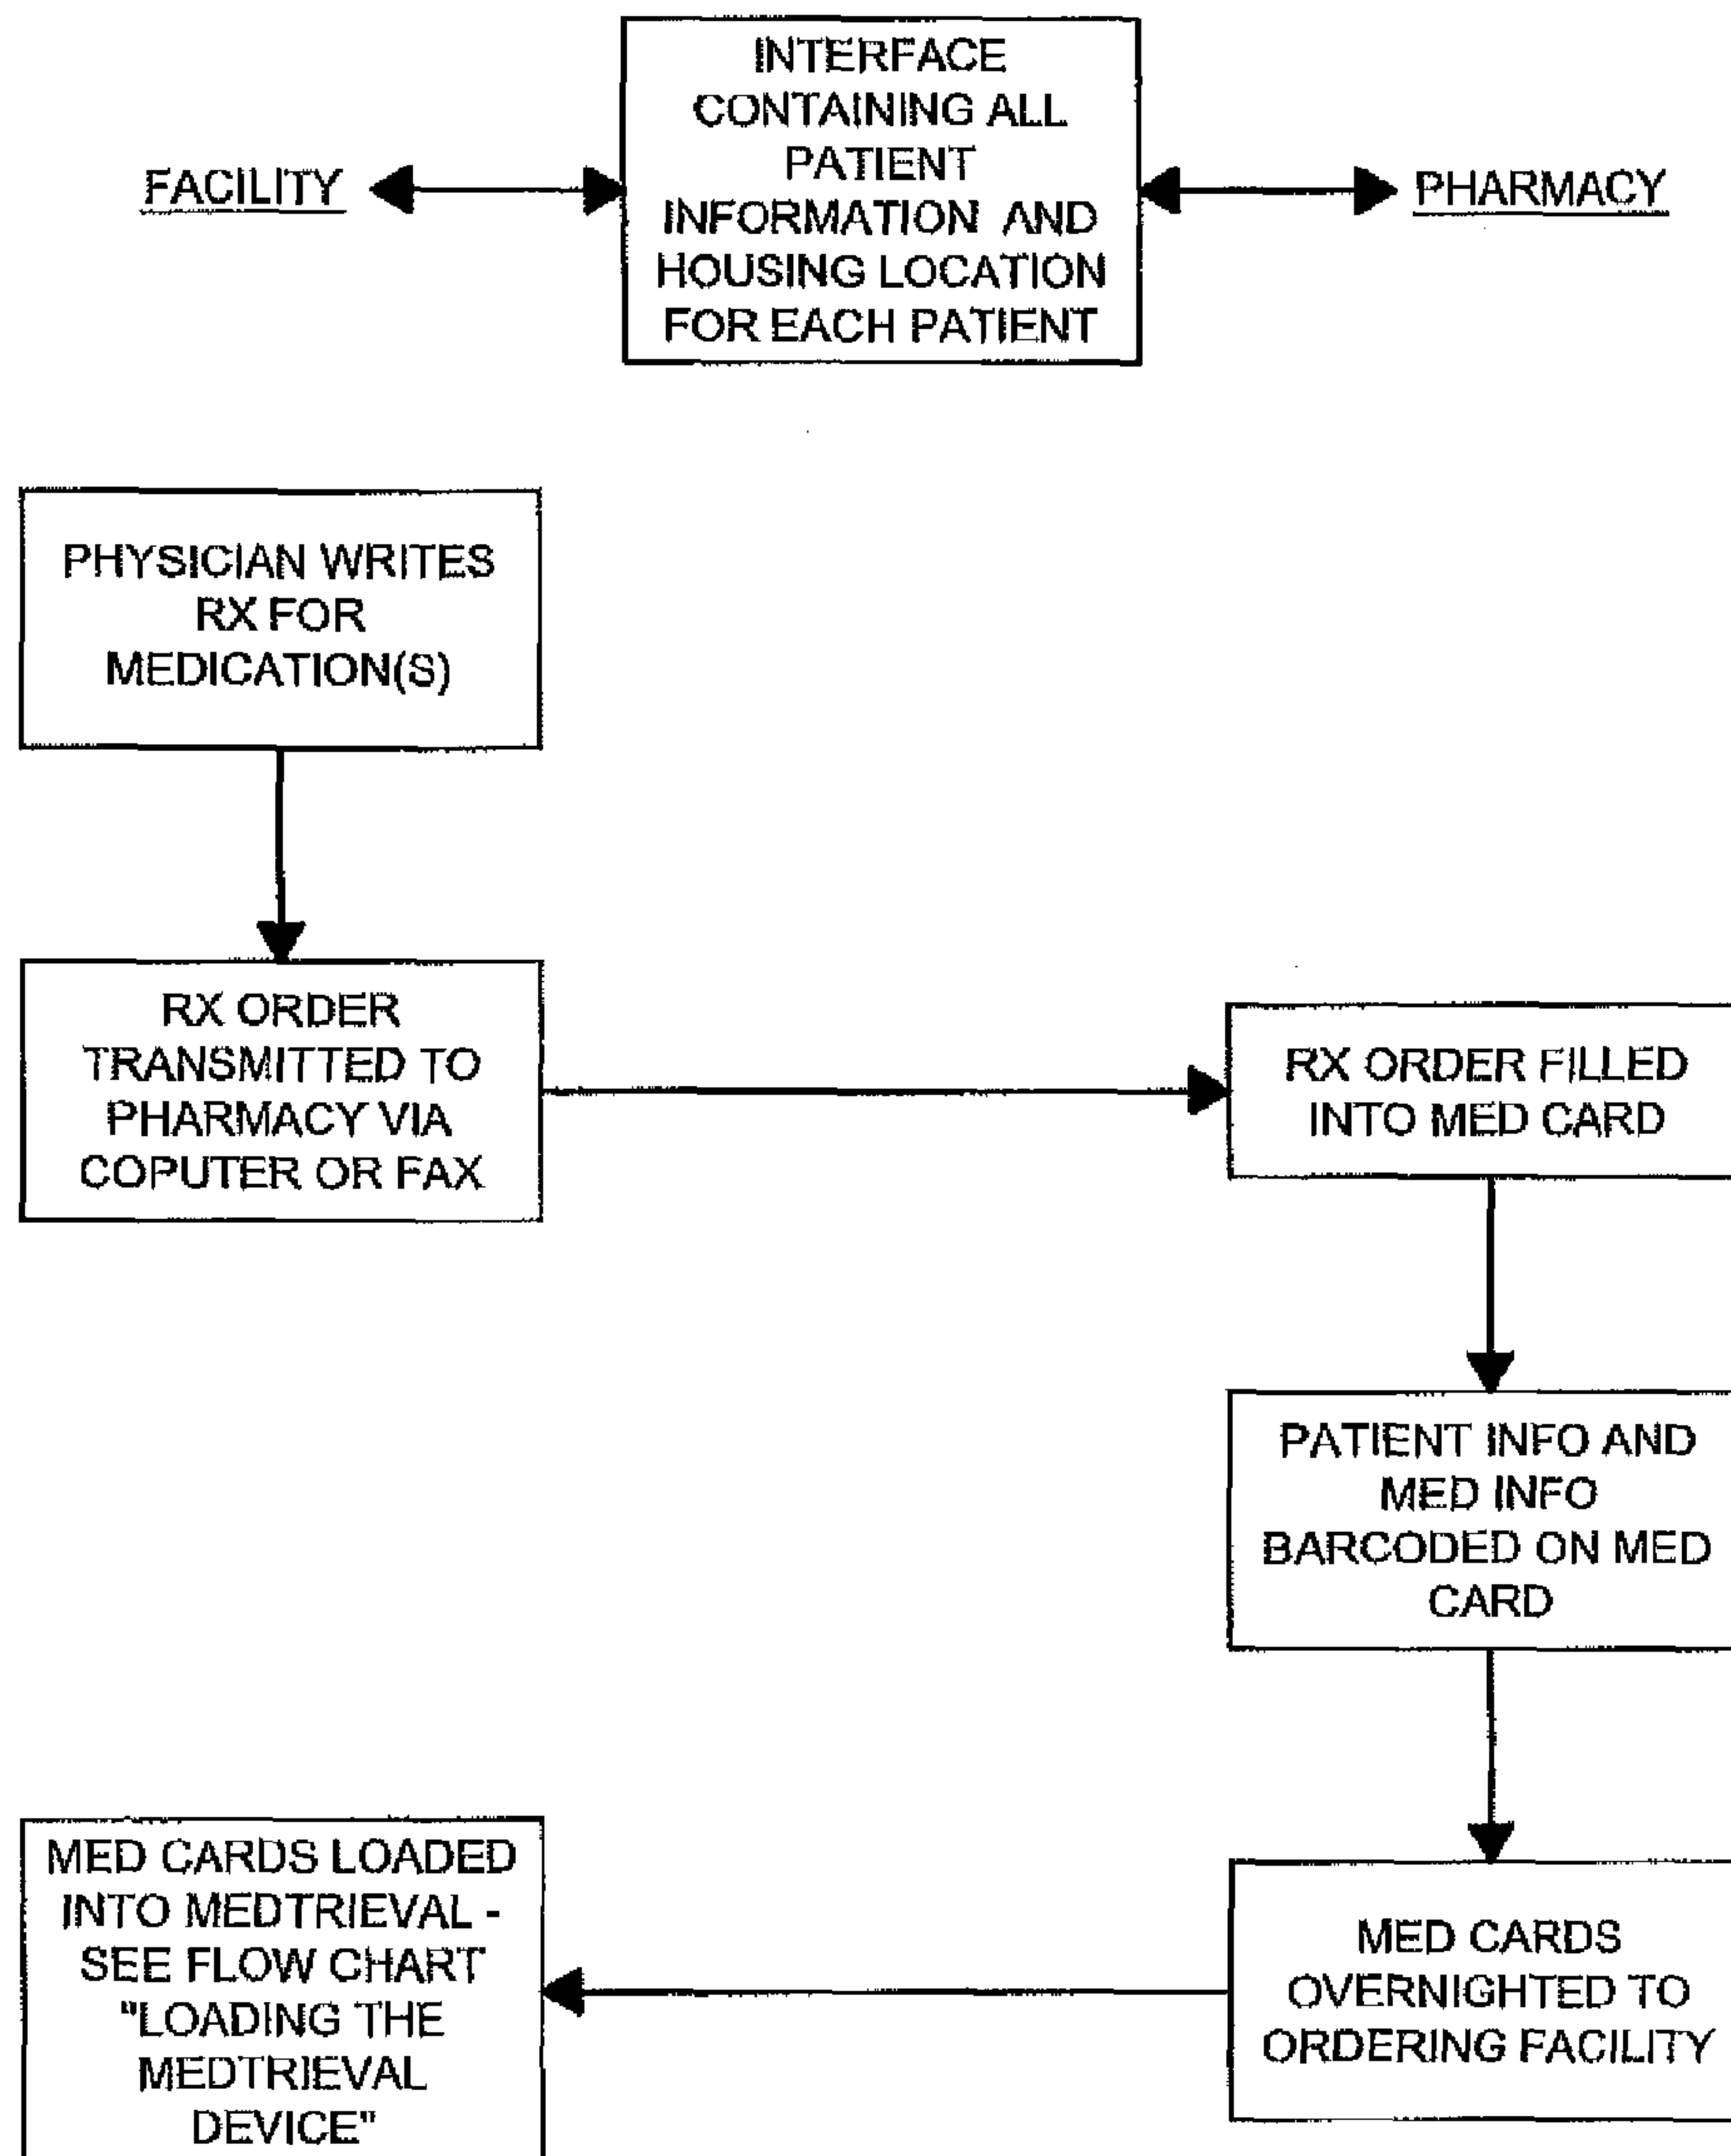 INTERFACE
CONTAINING ALL
PATIENT
INFORMATION AND
HOUSING LOCATION
FOR EACH PATIENT
FACILITY
PHARMACY
PHYSICIAN WRITES
RX FOR
MEDICATION(S)
RX ORDER
TRANSMITTED TO
PHARMACY VIA
COPUTER OR FAX
RX ORDER FILLED
INTO MED CARD
PATIENT INFO AND
MED INFO
BARCODED ON MED
CARD
MED CARDS
OVERNIGHTED TO
ORDERING FACILITY
MED CARDS LOADED
INTO MEDTRIEVAL -
SEE FLOW CHART
"LOADING THE
MEDTRIEVAL
DEVICE"